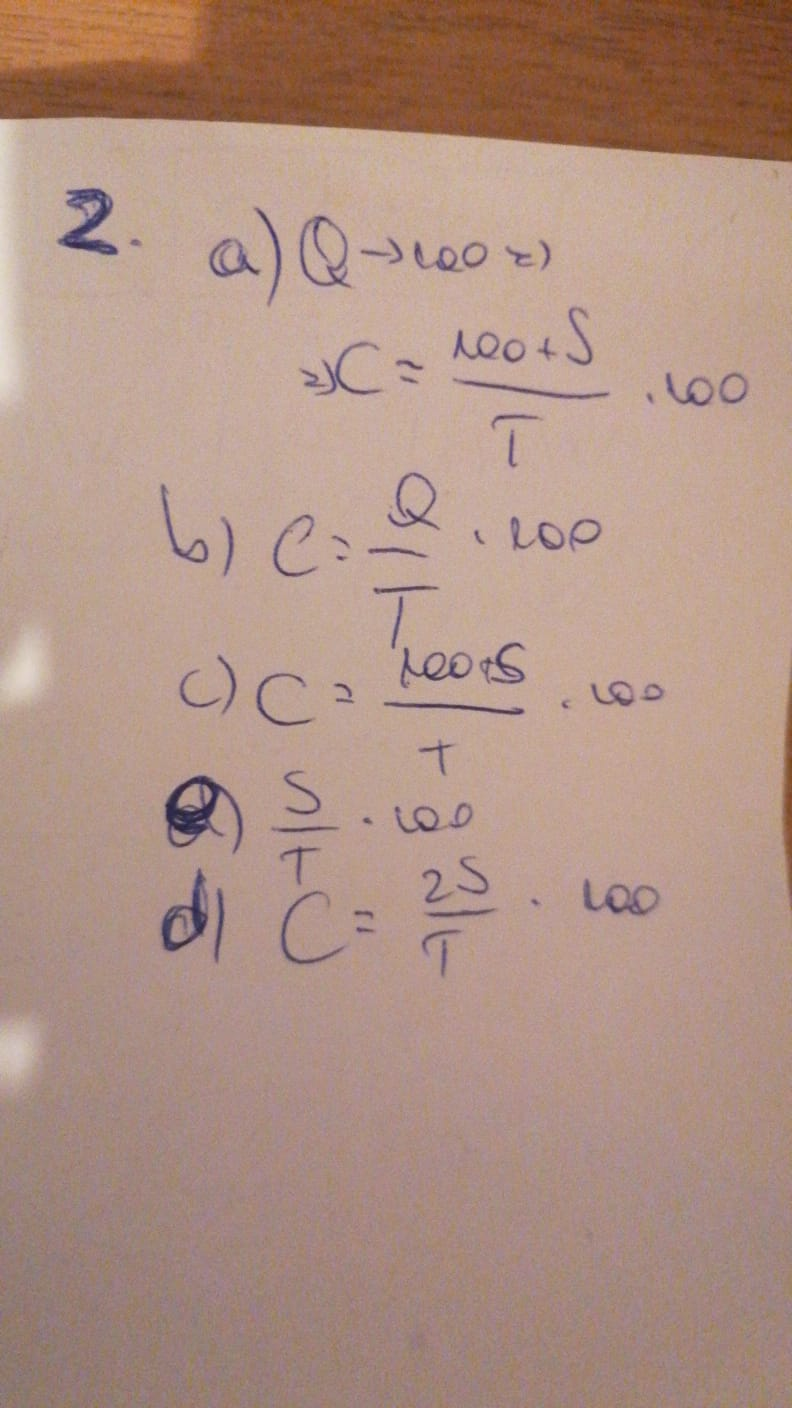 2. a) Q → 100 =>
=> C = (100 + S) / T · 100
b) C = Q / T · 100
c) C = (100 + S) / T · 100
) S / T · 100
d) C = 2S / T · 100